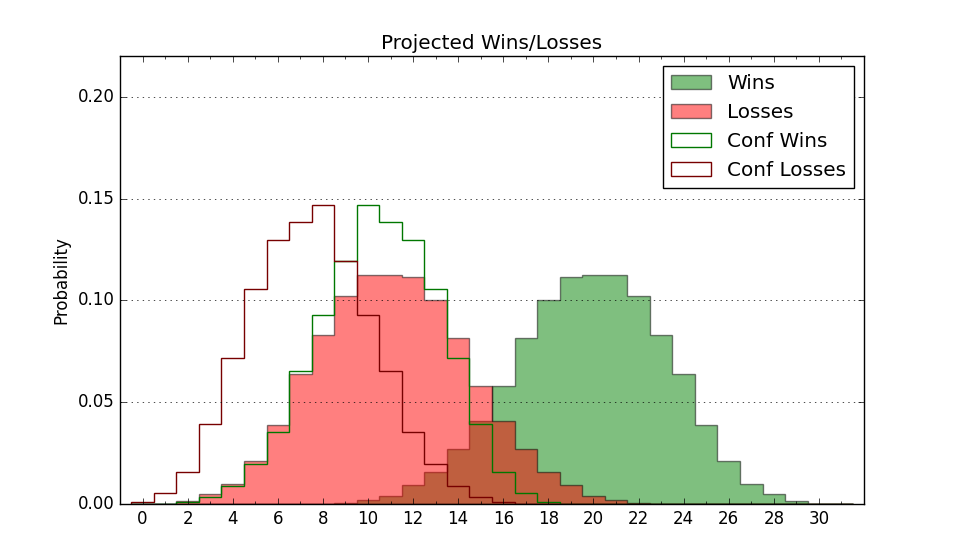 Projected Wins/Losses
Wins
Losses
Conf Wins
Conf Losses
Probability
0.20
0.15
0.10
0.05
0.00
0 2 4 6 8 10 12 14 16 18 20 22 24 26 28 30